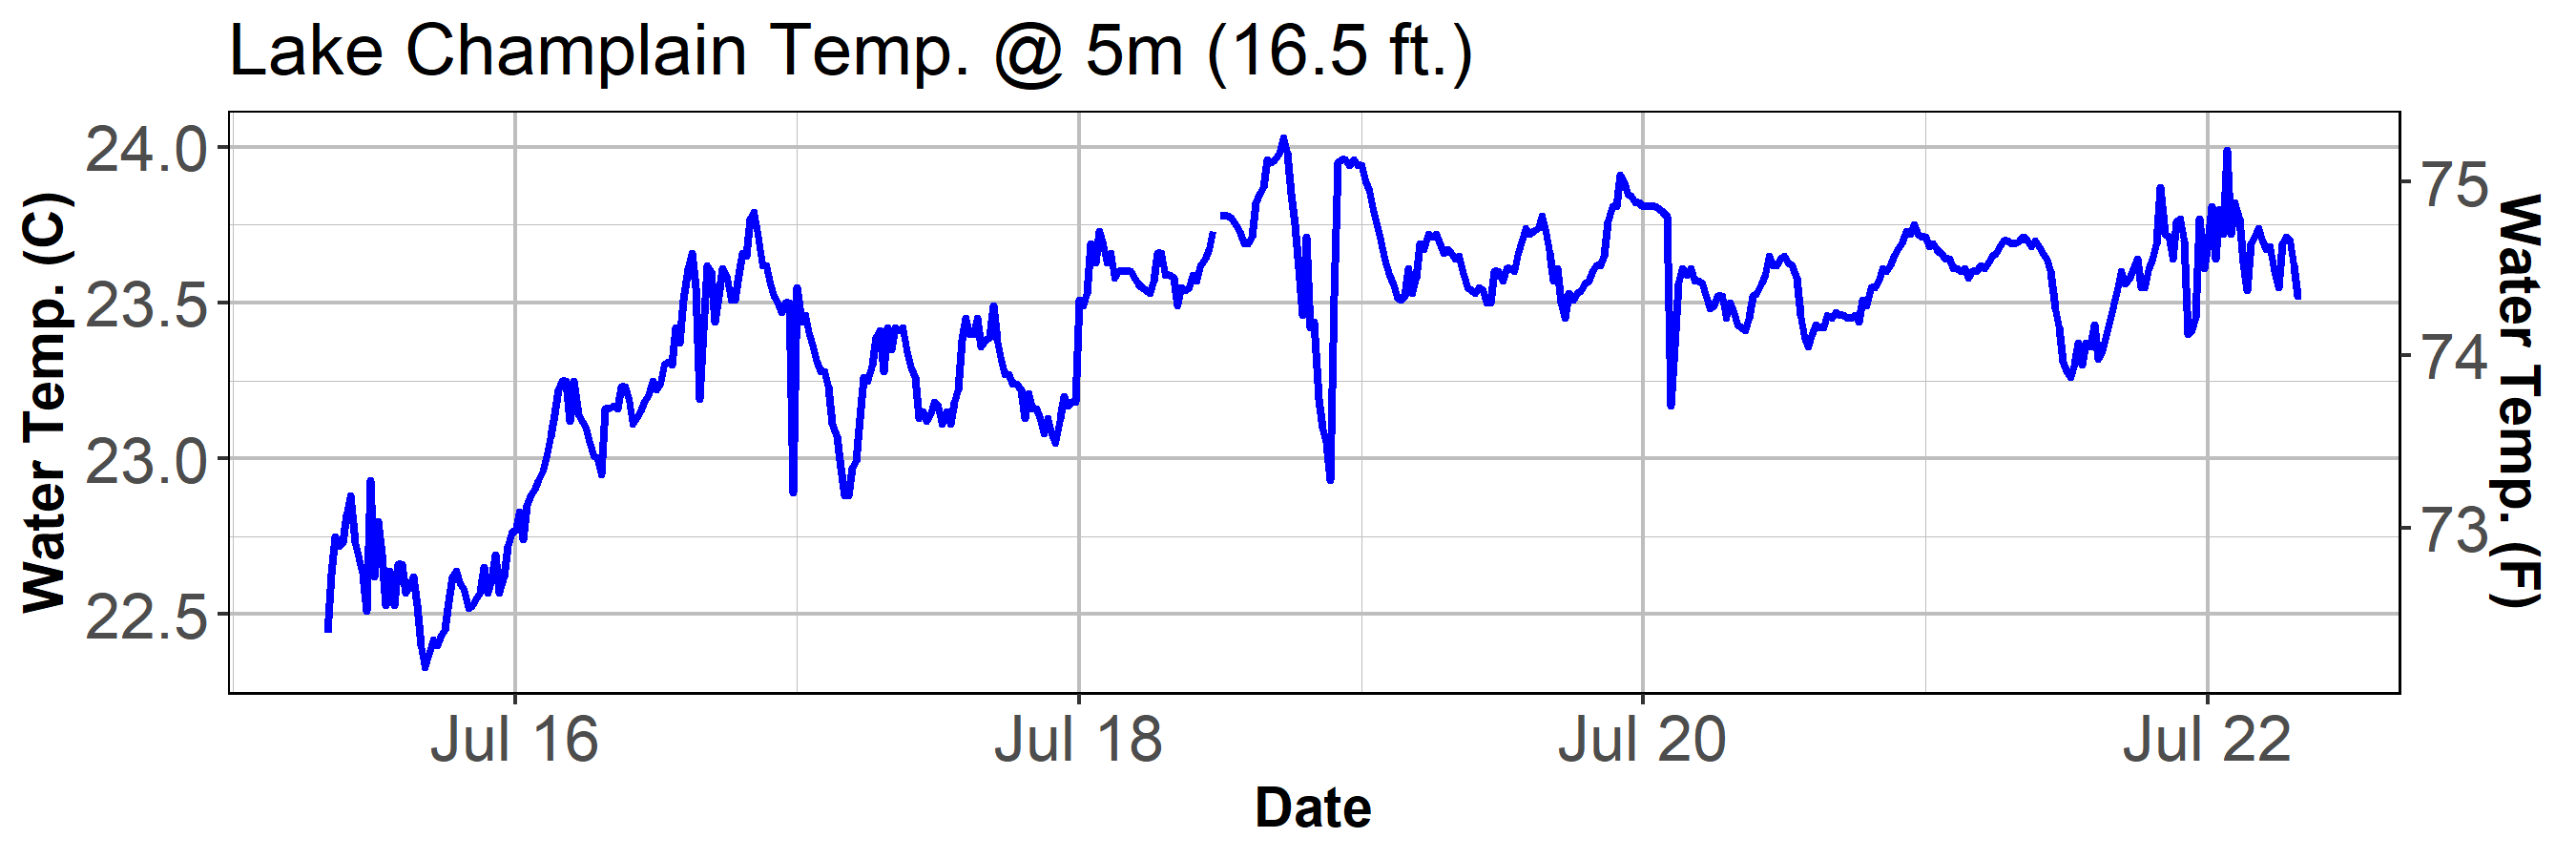 Lake Champlain Temp. @ 5m (16.5 ft.)
Water Temp. (C)
24.0
23.5
23.0
22.5
75
74
73
Water Temp. (F)
Jul 16 Jul 18 Jul 20 Jul 22
Date